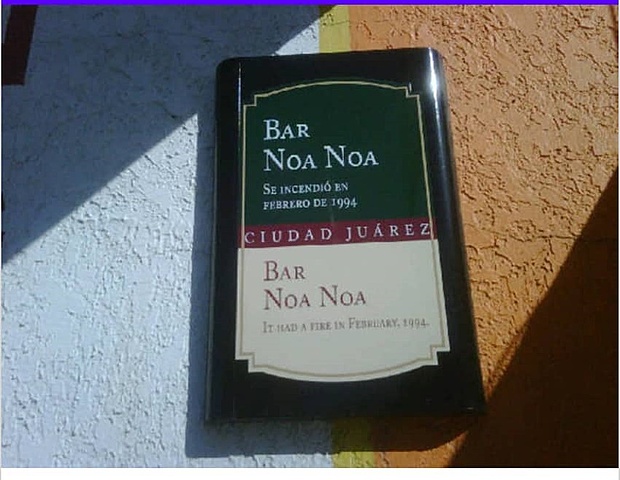 BAR
NOA NOA
SE INCENDIÓ EN
FEBRERO DE 1994
CIUDAD JUÁREZ
BAR
NOA NOA
IT HAD A FIRE IN FEBRUARY, 1994.